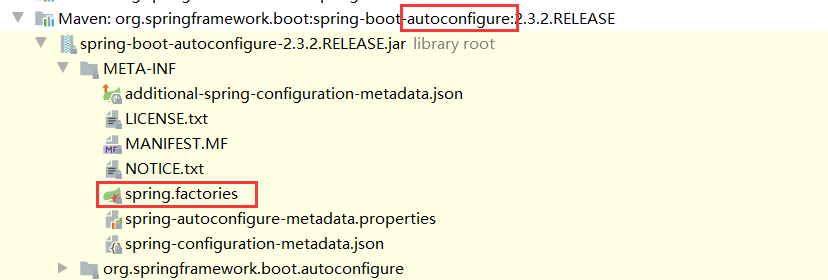 Maven: org.springframework.boot:spring-boot-autoconfigure:2.3.2.RELEASE
spring-boot-autoconfigure-2.3.2.RELEASE.jar library root
META-INF
additional-spring-configuration-metadata.json
LICENSE.txt
MF MANIFEST.MF
NOTICE.txt
spring.factories
spring-autoconfigure-metadata.properties
spring-configuration-metadata.json
org.springframework.boot.autoconfigure